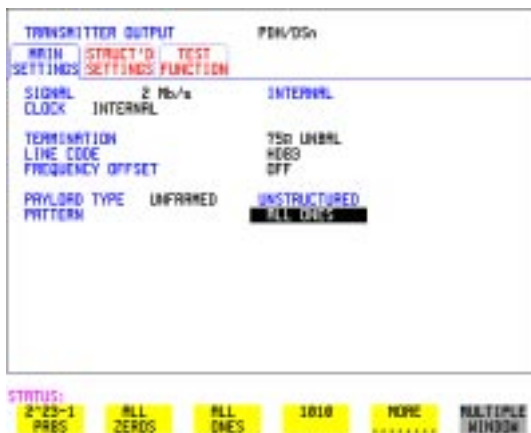 TRANSMITTER OUTPUT PDH/DSn
MAIN SETTINGS STRUCT'D SETTINGS TEST FUNCTION
SIGNAL 2 Mb/s INTERNAL
CLOCK INTERNAL
TERMINATION 75Ω UNBAL
LINE CODE HDB3
FREQUENCY OFFSET OFF
PAYLOAD TYPE UNFRAMED UNSTRUCTURED
PATTERN ALL ONES
STATUS:
2^23-1 PRBS ALL ZEROS ALL ONES 1010 MORE ........ MULTIPLE WINDOW